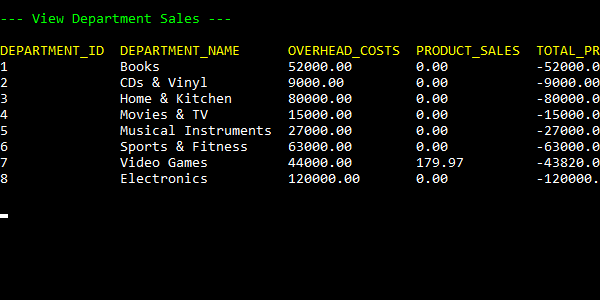 --- View Department Sales ---
DEPARTMENT_ID DEPARTMENT_NAME OVERHEAD_COSTS PRODUCT_SALES TOTAL_PR
1 Books 52000.00 0.00 -52000.0
2 CDs & Vinyl 9000.00 0.00 -9000.00
3 Home & Kitchen 80000.00 0.00 -80000.0
4 Movies & TV 15000.00 0.00 -15000.0
5 Musical Instruments 27000.00 0.00 -27000.0
6 Sports & Fitness 63000.00 0.00 -63000.0
7 Video Games 44000.00 179.97 -43820.0
8 Electronics 120000.00 0.00 -120000.